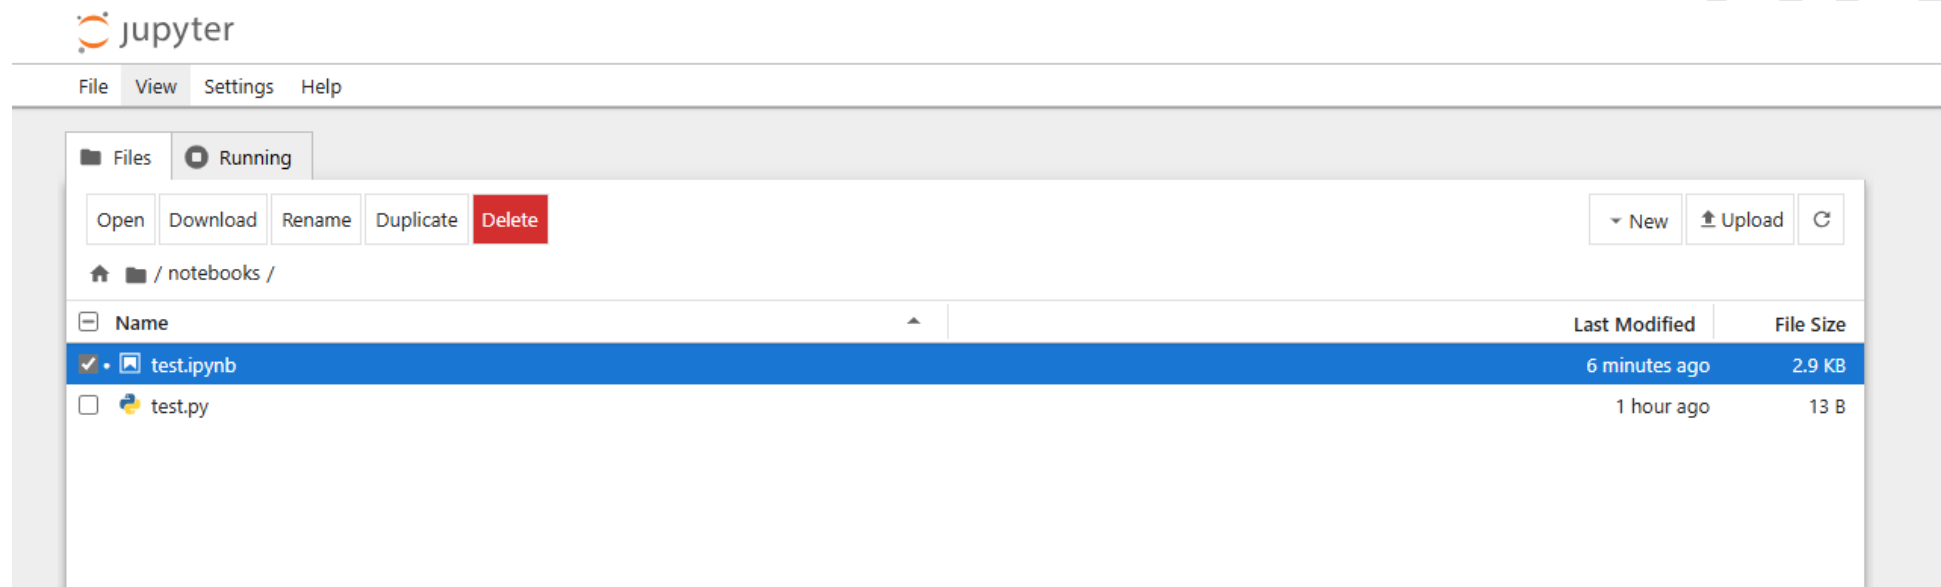 jupyter
File View Settings Help
Files Running
Open Download Rename Duplicate Delete New Upload
/ notebooks /
Name Last Modified File Size
test.ipynb 6 minutes ago 2.9 KB
test.py 1 hour ago 13 B